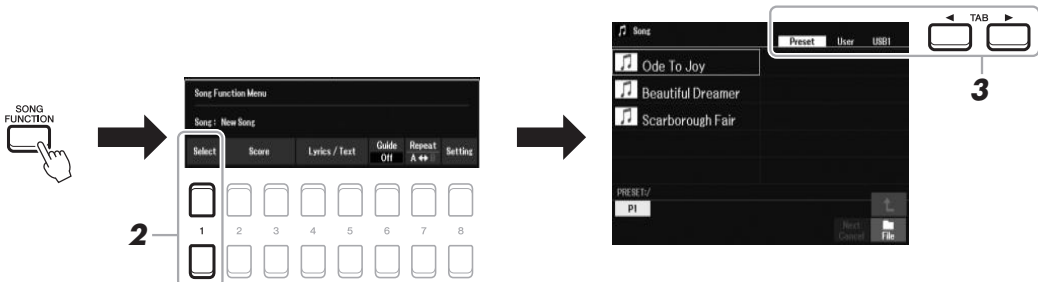 SONG
FUNCTION
Song Function Menu
Song : New Song
Select Score Lyrics / Text Guide Off Repeat A ↔ B Setting
1 2 3 4 5 6 7 8
2
Song
Preset User USB1
◄ TAB ►
3
Ode To Joy
Beautiful Dreamer
Scarborough Fair
PRESET:/
P1
Next
Cancel
File